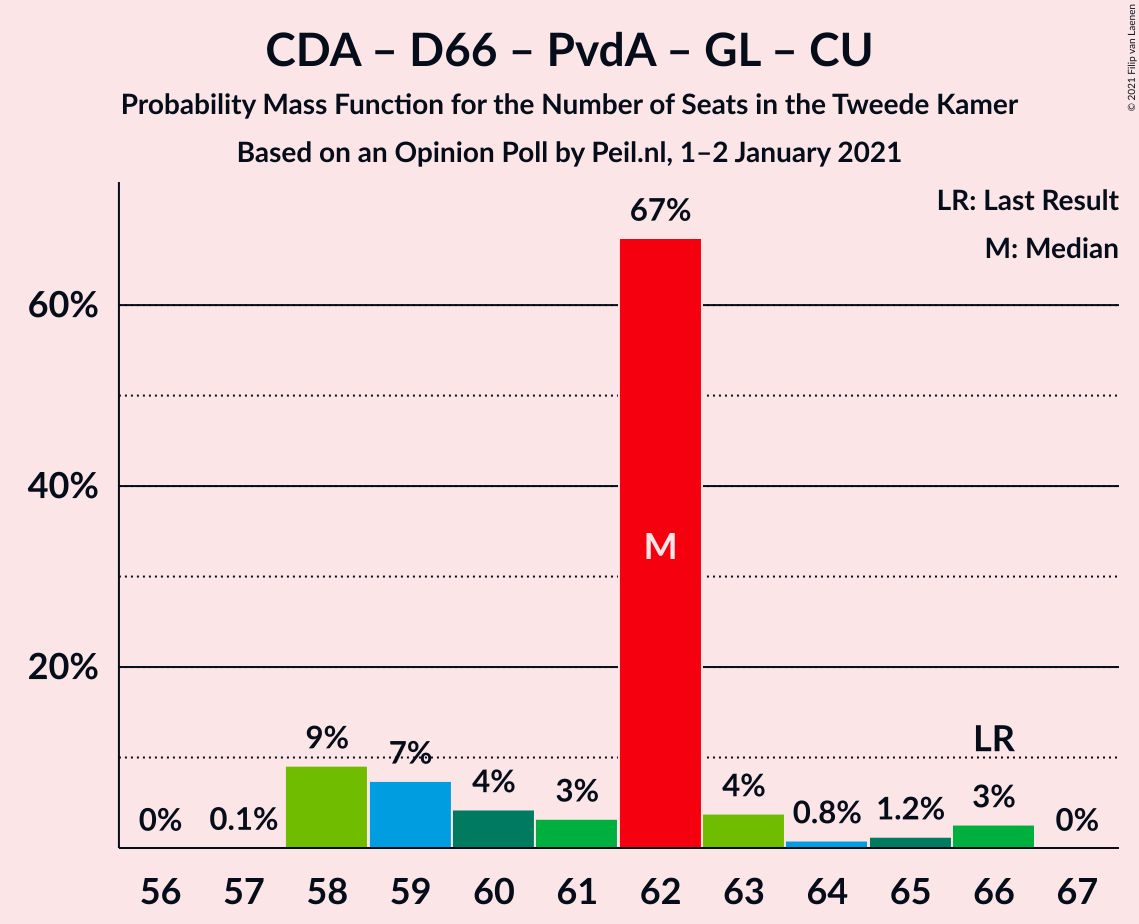 CDA – D66 – PvdA – GL – CU
Probability Mass Function for the Number of Seats in the Tweede Kamer
Based on an Opinion Poll by Peil.nl, 1–2 January 2021
© 2021 Filip van Laenen
LR: Last Result
M: Median
60%
40%
20%
0%
0.1%
9%
7%
4%
3%
67%
M
4%
0.8%
1.2%
LR
3%
0%
56 57 58 59 60 61 62 63 64 65 66 67